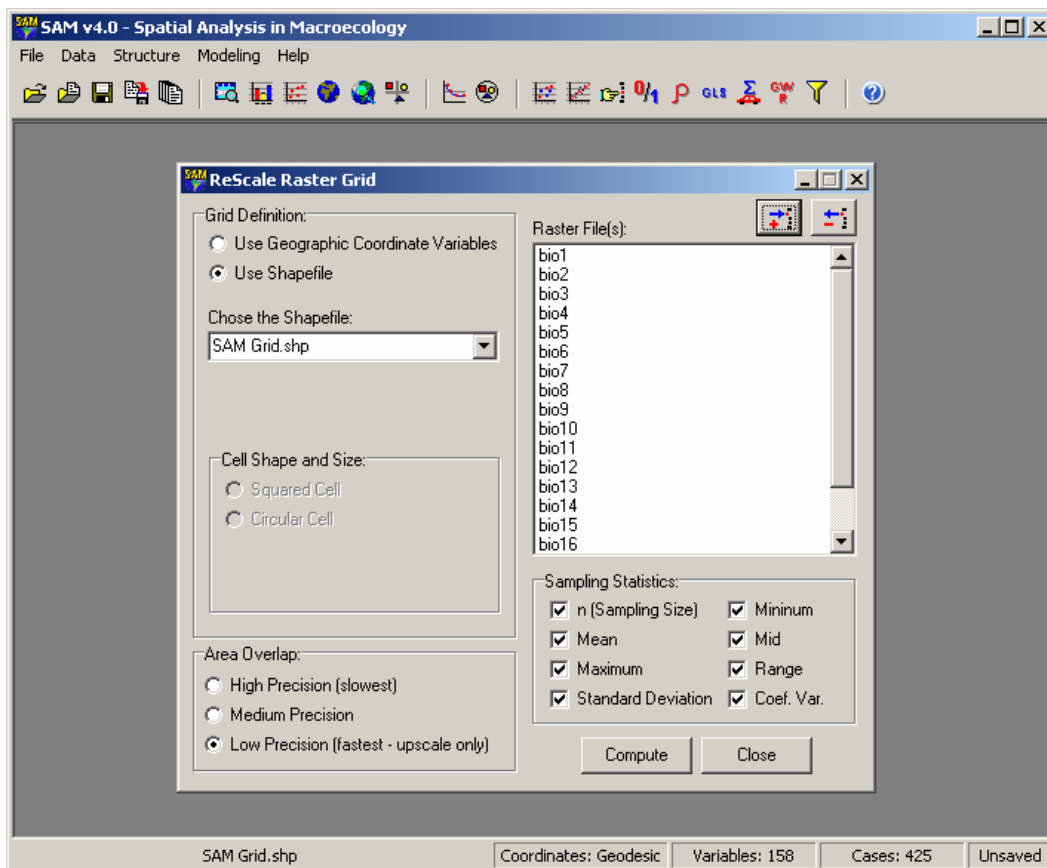 SAM v4.0 - Spatial Analysis in Macroecology
File Data Structure Modeling Help
0/1 ρ GLS Σ GW R ?
SAM ReScale Raster Grid
Grid Definition:
Use Geographic Coordinate Variables
Use Shapefile
Chose the Shapefile:
SAM Grid.shp
Cell Shape and Size:
Squared Cell
Circular Cell
Area Overlap:
High Precision (slowest)
Medium Precision
Low Precision (fastest - upscale only)
Raster File(s):
bio1
bio2
bio3
bio4
bio5
bio6
bio7
bio8
bio9
bio10
bio11
bio12
bio13
bio14
bio15
bio16
Sampling Statistics:
n (Sampling Size) Mininum
Mean Mid
Maximum Range
Standard Deviation Coef. Var.
Compute Close
SAM Grid.shp Coordinates: Geodesic Variables: 158 Cases: 425 Unsaved